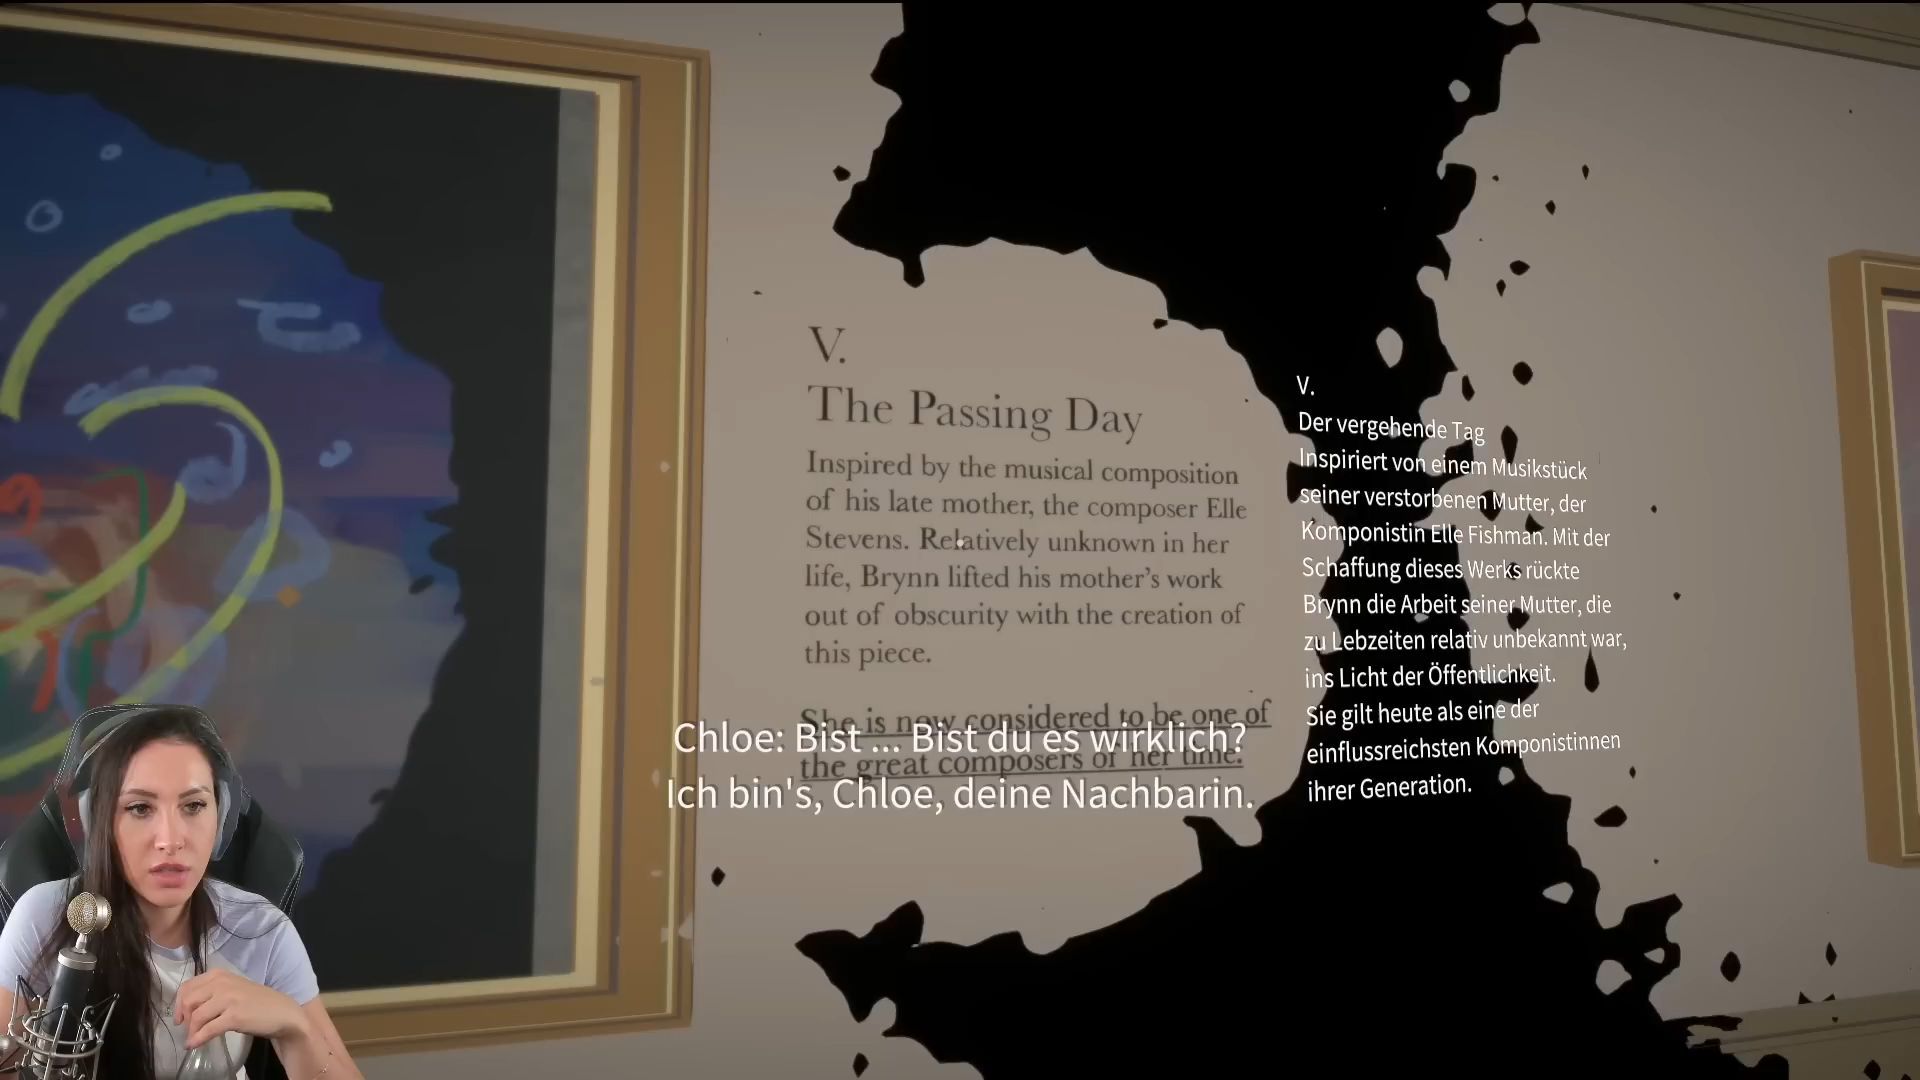 V.
The Passing Day
Inspired by the musical composition
of his late mother, the composer Elle
Stevens. Relatively unknown in her
life, Brynn lifted his mother's work
out of obscurity with the creation of
this piece.
She is now considered to be one of
the great composers of her time.
V.
Der vergehende Tag
Inspiriert von einem Musikstück
seiner verstorbenen Mutter, der
Komponistin Elle Fishman. Mit der
Schaffung dieses Werks rückte
Brynn die Arbeit seiner Mutter, die
zu Lebzeiten relativ unbekannt war,
ins Licht der Öffentlichkeit.
Sie gilt heute als eine der
einflussreichsten Komponistinnen
ihrer Generation.
Chloe: Bist ... Bist du es wirklich?
Ich bin's, Chloe, deine Nachbarin.